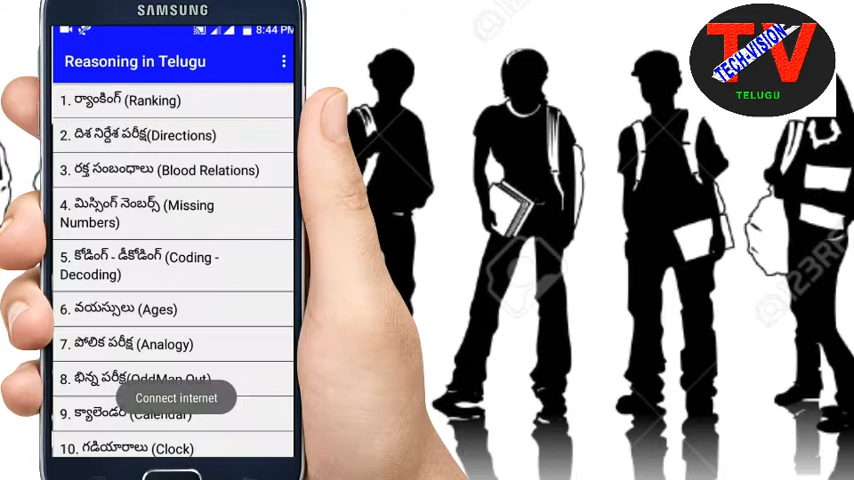 SAMSUNG
8:44 PM
Reasoning in Telugu
1. ర్యాంకింగ్ (Ranking)
2. దిశ నిర్దేశ పరీక్ష(Directions)
3. రక్త సంబంధాలు (Blood Relations)
4. మిస్సింగ్ నెంబర్స్ (Missing
Numbers)
5. కోడింగ్ - డీకోడింగ్ (Coding -
Decoding)
6. వయస్సులు (Ages)
7. పోలిక పరీక్ష (Analogy)
8. భిన్న పరీక్ష(OddMan Out)
Connect internet
9. క్యాలెండర్ (Calendar)
10. గడియారాలు (Clock)
TV
TECH-VISION
TELUGU
123RF